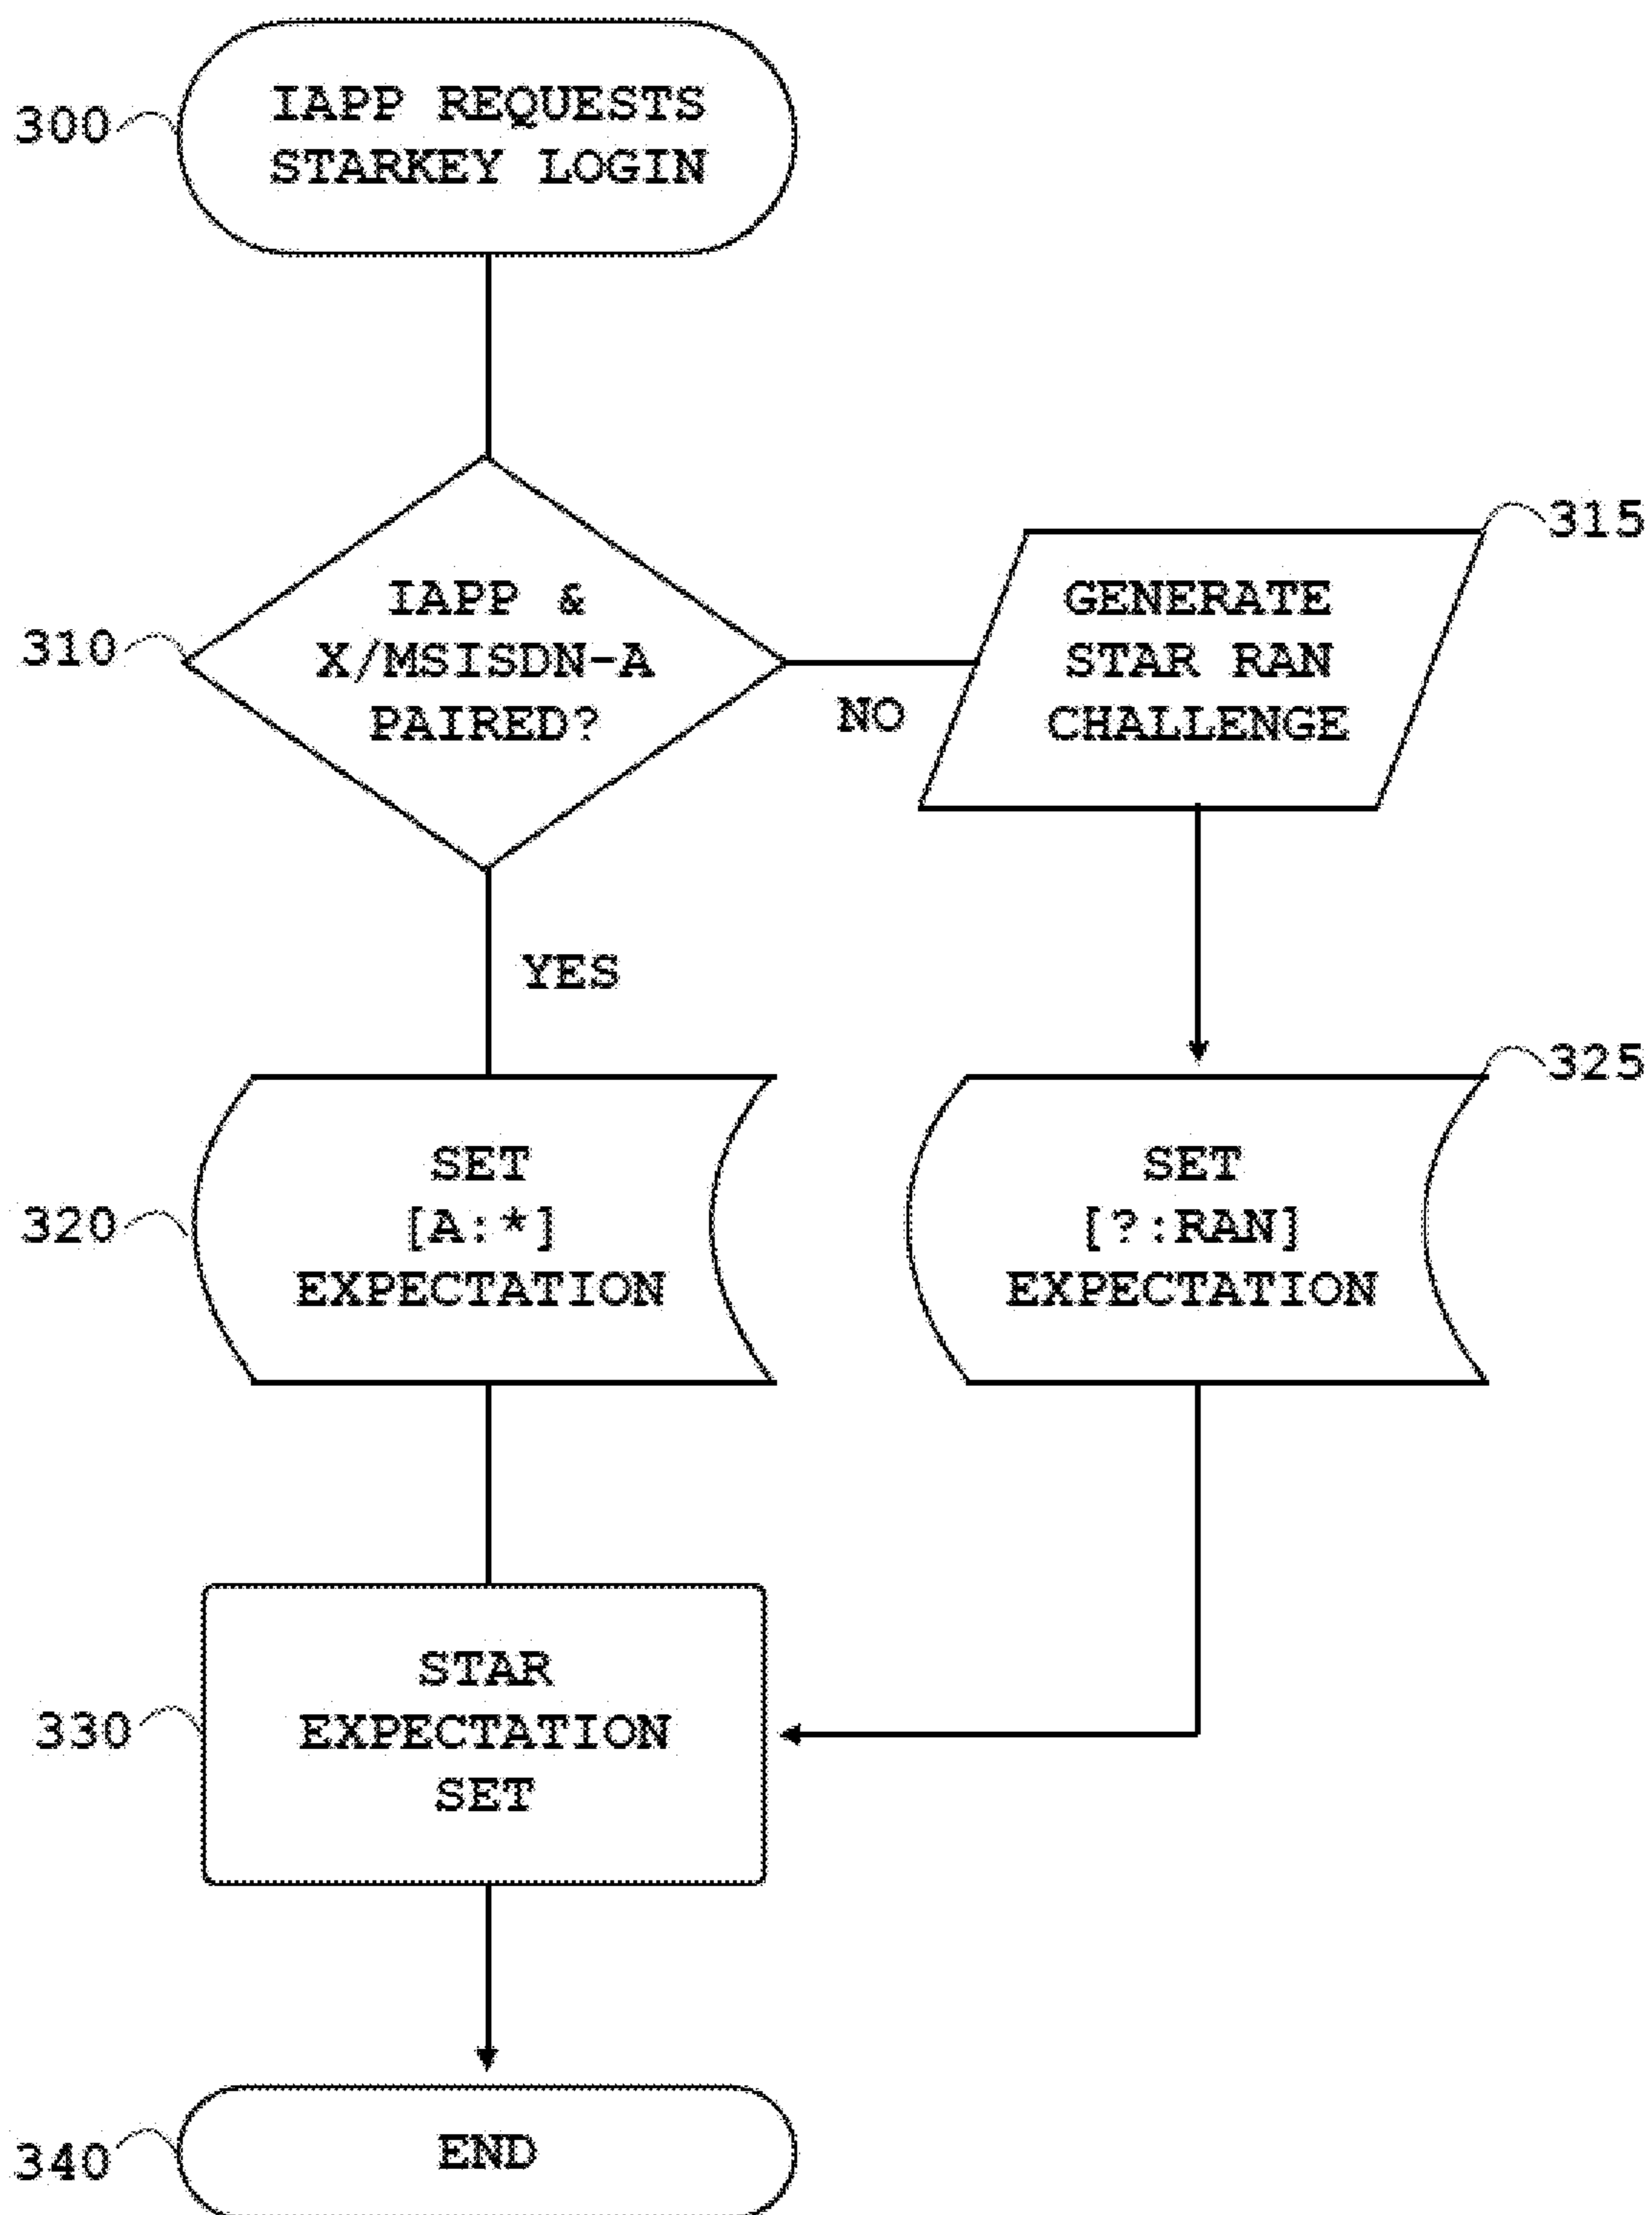 300
IAPP REQUESTS
STARKEY LOGIN
310
IAPP &
X/MSISDN-A
PAIRED?
NO
315
GENERATE
STAR RAN
CHALLENGE
YES
320
SET
[A:*]
EXPECTATION
325
SET
[?:RAN]
EXPECTATION
330
STAR
EXPECTATION
SET
340
END